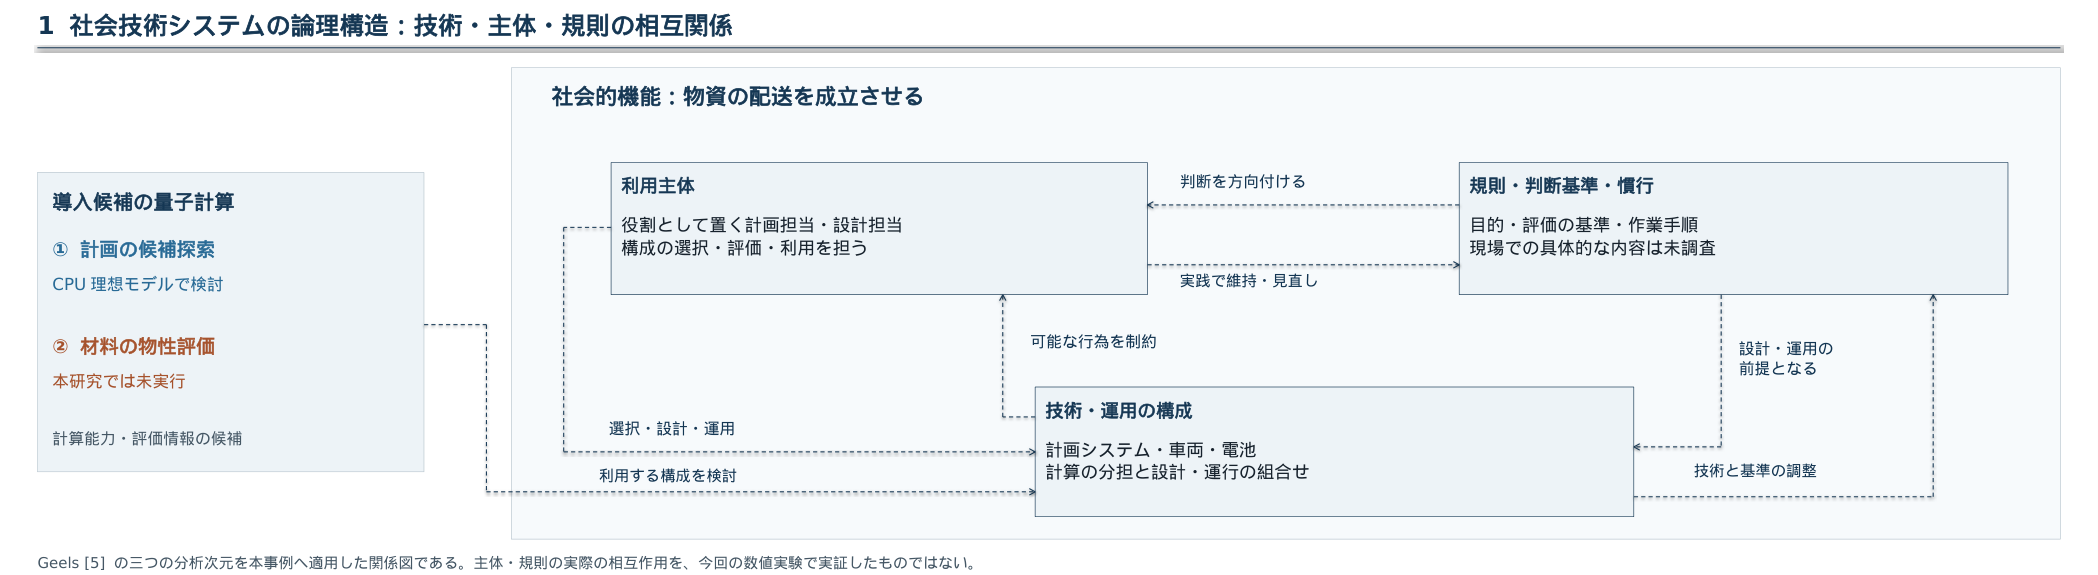 1 社会技術システムの論理構造：技術・主体・規則の相互関係
社会的機能：物資の配送を成立させる
導入候補の量子計算
① 計画の候補探索
CPU 理想モデルで検討
② 材料の物性評価
本研究では未実行
計算能力・評価情報の候補
利用主体
役割として置く計画担当・設計担当
構成の選択・評価・利用を担う
判断を方向付ける
実践で維持・見直し
規則・判断基準・慣行
目的・評価の基準・作業手順
現場での具体的な内容は未調査
可能な行為を制約
設計・運用の
前提となる
選択・設計・運用
利用する構成を検討
技術・運用の構成
計画システム・車両・電池
計算の分担と設計・運行の組合せ
技術と基準の調整
Geels [5] の三つの分析次元を本事例へ適用した関係図である。主体・規則の実際の相互作用を、今回の数値実験で実証したものではない。